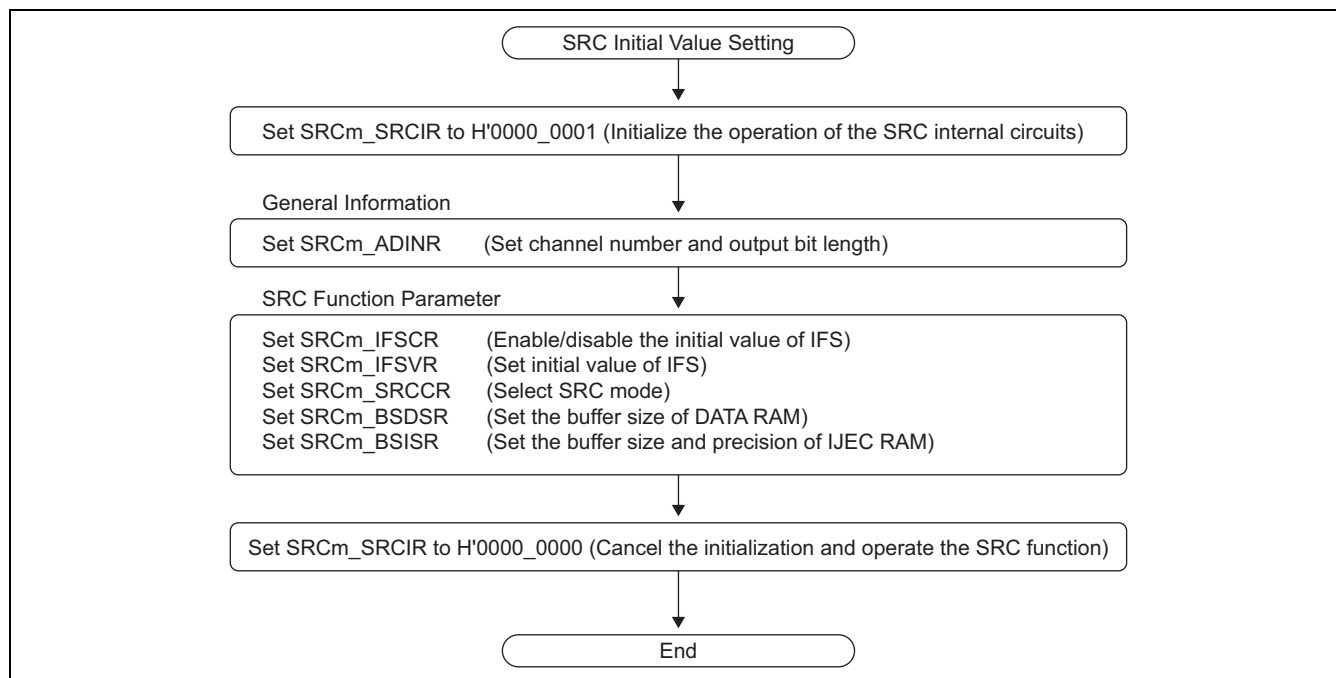 SRC Initial Value Setting
Set SRCm_SRCIR to H'0000_0001 (Initialize the operation of the SRC internal circuits)
General Information
Set SRCm_ADINR (Set channel number and output bit length)
SRC Function Parameter
Set SRCm_IFSCR (Enable/disable the initial value of IFS)
Set SRCm_IFSVR (Set initial value of IFS)
Set SRCm_SRCCR (Select SRC mode)
Set SRCm_BSDSR (Set the buffer size of DATA RAM)
Set SRCm_BSISR (Set the buffer size and precision of IJEC RAM)
Set SRCm_SRCIR to H'0000_0000 (Cancel the initialization and operate the SRC function)
End